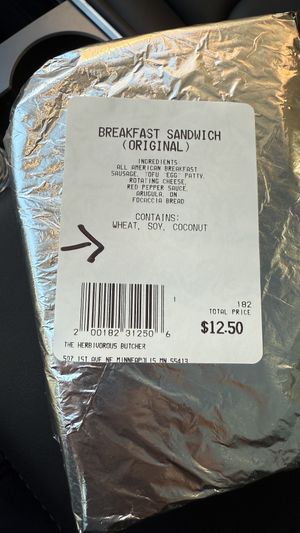 BREAKFAST SANDWICH
(ORIGINAL)
INGREDIENTS:
ALL AMERICAN BREAKFAST
SAUSAGE, TOFU "EGG" PATTY,
ROTATING CHEESE,
RED PEPPER SAUCE,
ARUGULA, ON
FOCACCIA BREAD
CONTAINS:
WHEAT, SOY, COCONUT
1
182
TOTAL PRICE
$12.50
2 00182 31250 6
THE HERBIVOROUS BUTCHER
507 1ST AVE NE MINNEAPOLIS MN 55413